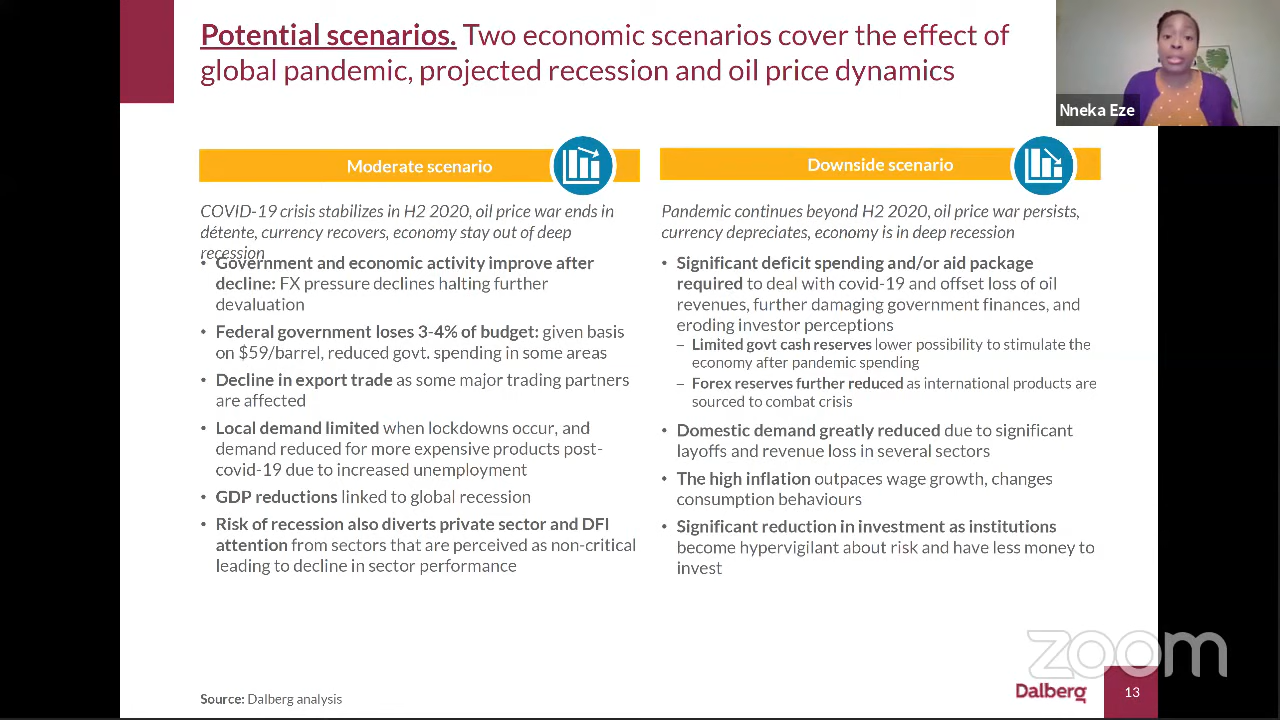 Potential scenarios. Two economic scenarios cover the effect of
global pandemic, projected recession and oil price dynamics
Nneka Eze
Moderate scenario
COVID-19 crisis stabilizes in H2 2020, oil price war ends in
détente, currency recovers, economy stay out of deep
recession
• Government and economic activity improve after
decline: FX pressure declines halting further
devaluation
• Federal government loses 3-4% of budget: given basis
on $59/barrel, reduced govt. spending in some areas
• Decline in export trade as some major trading partners
are affected
• Local demand limited when lockdowns occur, and
demand reduced for more expensive products post-
covid-19 due to increased unemployment
• GDP reductions linked to global recession
• Risk of recession also diverts private sector and DFI
attention from sectors that are perceived as non-critical
leading to decline in sector performance
Downside scenario
Pandemic continues beyond H2 2020, oil price war persists,
currency depreciates, economy is in deep recession
• Significant deficit spending and/or aid package
required to deal with covid-19 and offset loss of oil
revenues, further damaging government finances, and
eroding investor perceptions
– Limited govt cash reserves lower possibility to stimulate the
economy after pandemic spending
– Forex reserves further reduced as international products are
sourced to combat crisis
• Domestic demand greatly reduced due to significant
layoffs and revenue loss in several sectors
• The high inflation outpaces wage growth, changes
consumption behaviours
• Significant reduction in investment as institutions
become hypervigilant about risk and have less money to
invest
zoom
Source: Dalberg analysis
Dalberg
13